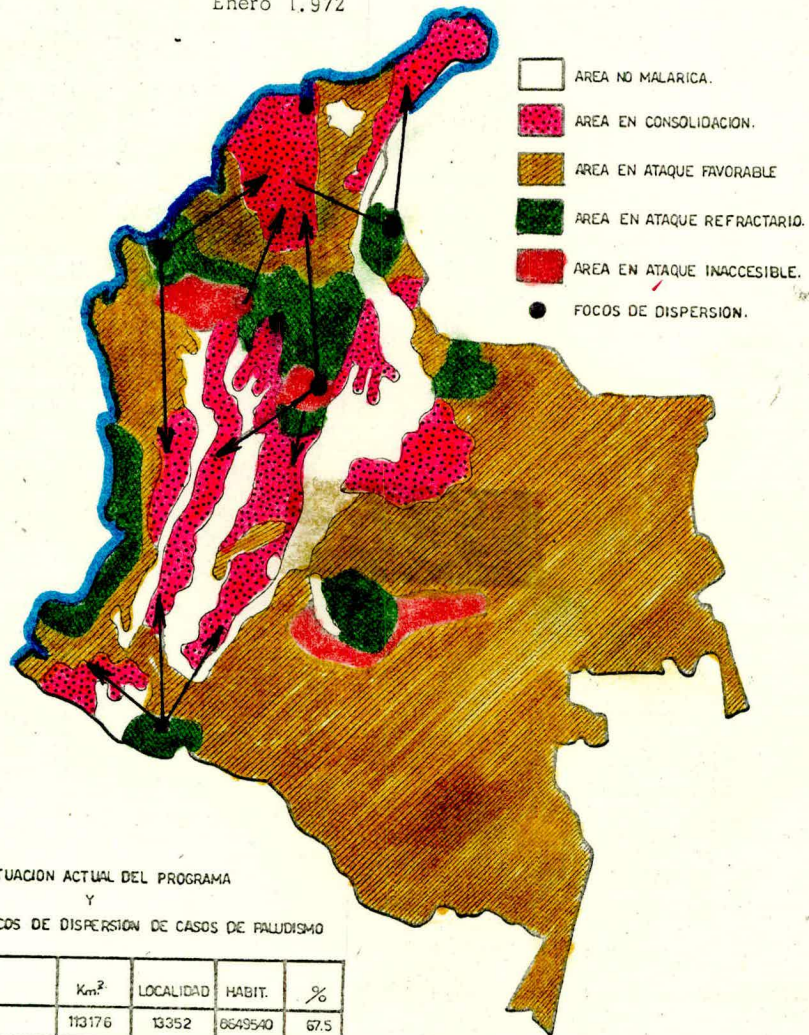 Enero 1.972
AREA NO MALARICA.
AREA EN CONSOLIDACION.
AREA EN ATAQUE FAVORABLE
AREA EN ATAQUE REFRACTARIO.
AREA EN ATAQUE INACCESIBLE.
FOCOS DE DISPERSION.
TUACION ACTUAL DEL PROGRAMA
Y
COS DE DISPERSION DE CASOS DE PALUDISMO
Km² LOCALIDAD HABIT. %
113176 13352 8649540 67.5